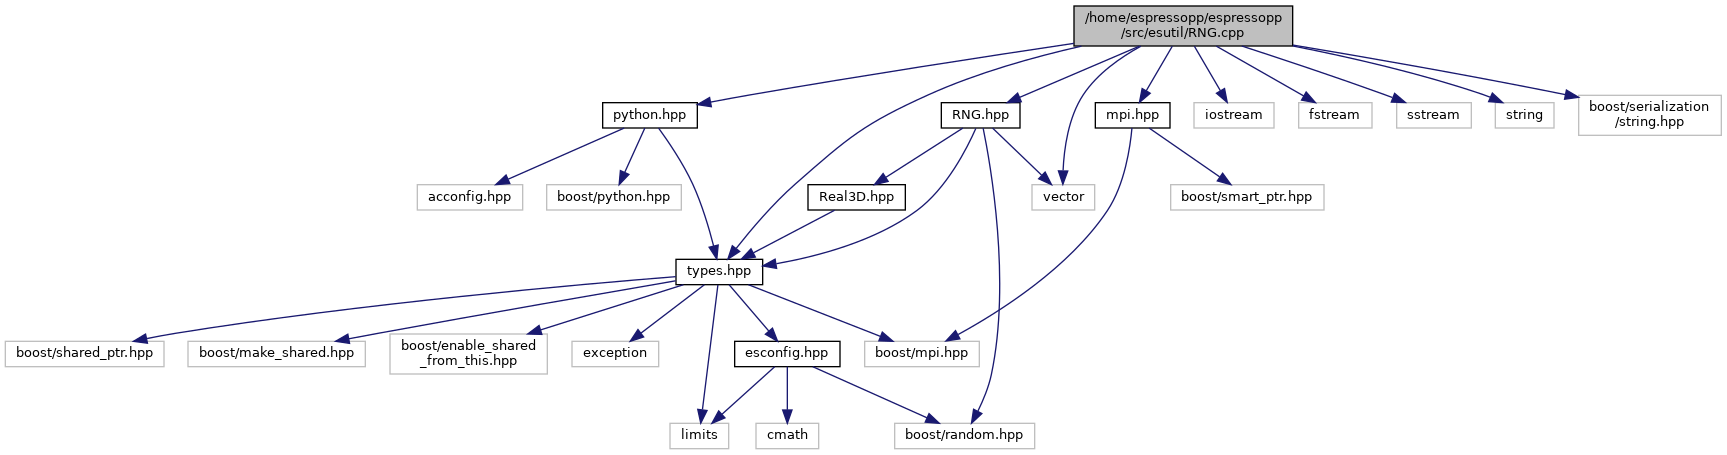 /home/espressopp/espressopp
/src/esutil/RNG.cpp
python.hpp
RNG.hpp
mpi.hpp
iostream
fstream
sstream
string
boost/serialization
/string.hpp
acconfig.hpp
boost/python.hpp
Real3D.hpp
vector
boost/smart_ptr.hpp
types.hpp
boost/shared_ptr.hpp
boost/make_shared.hpp
boost/enable_shared
_from_this.hpp
exception
esconfig.hpp
boost/mpi.hpp
limits
cmath
boost/random.hpp